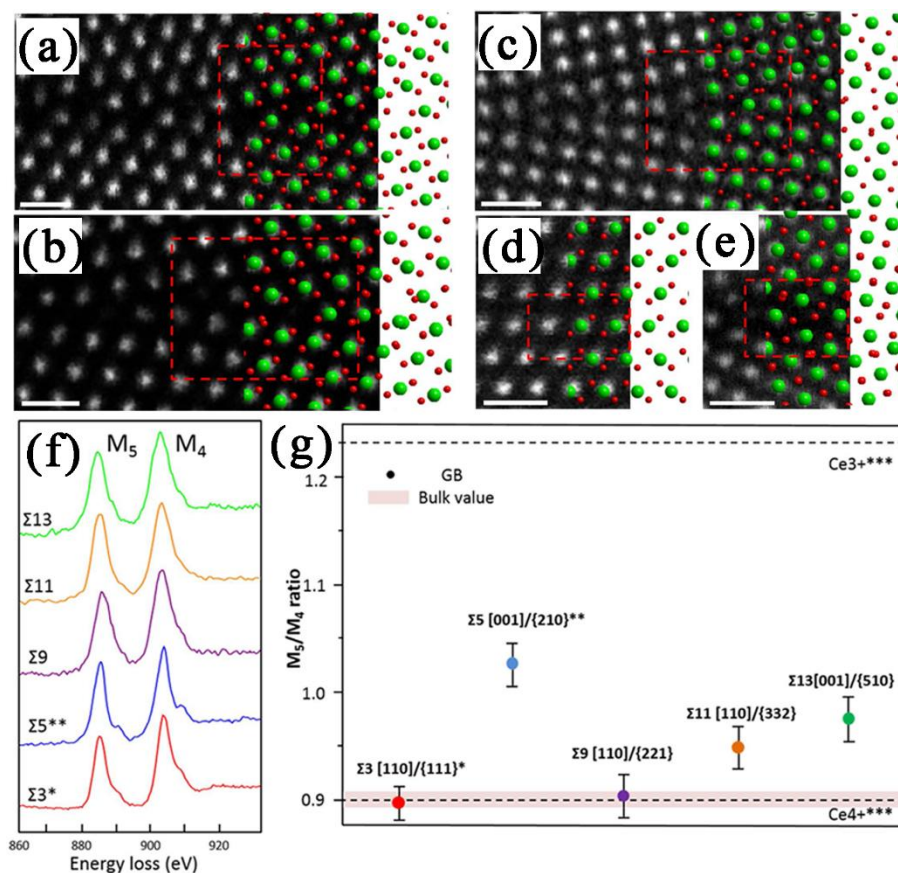 (a)
(c)
(b)
(d)
(e)
(f)
M5
M4
Σ13
Σ11
Σ9
Σ5**
Σ3*
860
880
900
920
Energy loss (eV)
(g)
Ce3+***
GB
Bulk value
1.2
1.1
1.0
0.9
M5/M4 ratio
Σ5 [001]/{210}**
Σ13[001]/{510}
Σ11 [110]/{332}
Σ9 [110]/{221}
Σ3 [110]/{111}*
Ce4+***